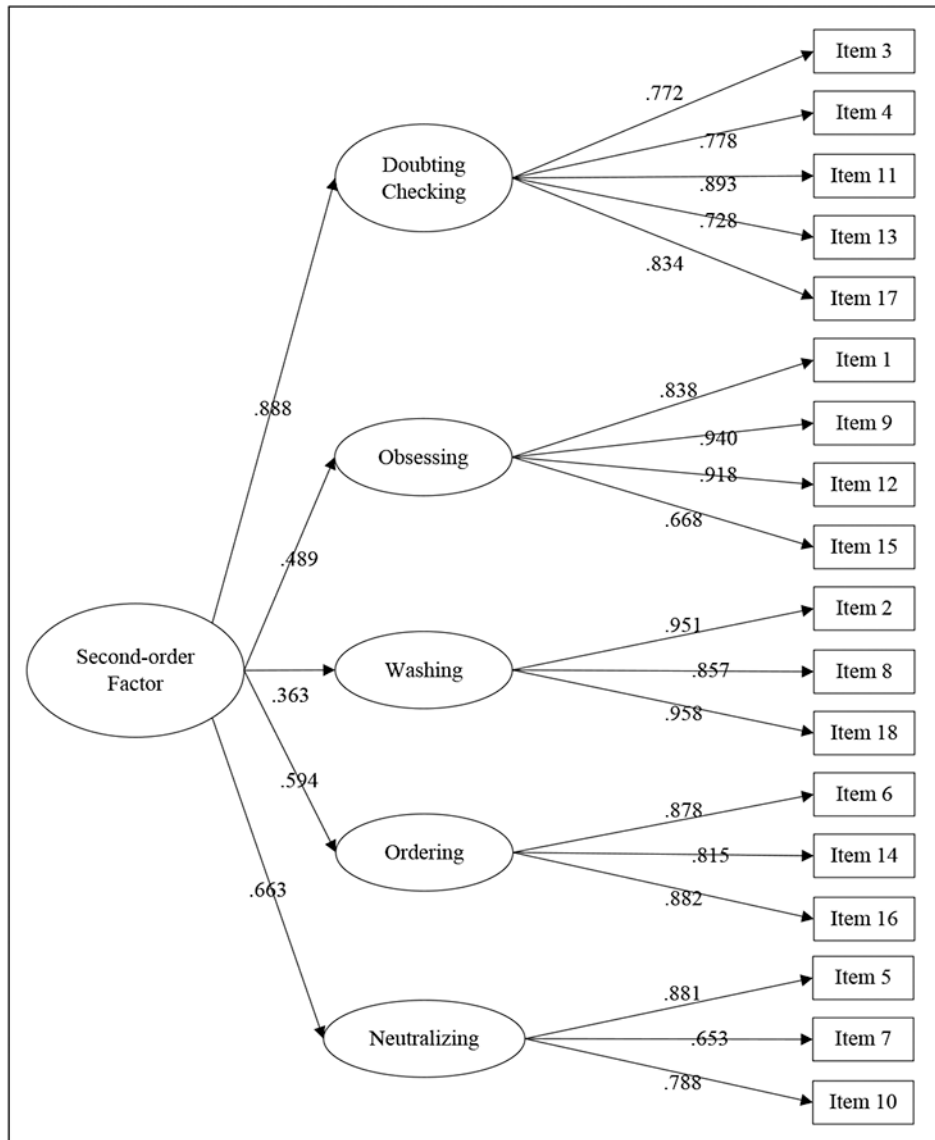 Item 3
.772
Item 4
.778
Doubting
Checking
Item 11
.893
.728
Item 13
.834
Item 17
Item 1
.838
.888
Item 9
.940
Obsessing
.918
Item 12
.668
Item 15
.489
Item 2
.951
Second-order
Factor
Washing
.857
Item 8
.363
.958
Item 18
.594
Item 6
.878
Ordering
.815
Item 14
.663
.882
Item 16
Item 5
.881
Neutralizing
.653
Item 7
.788
Item 10